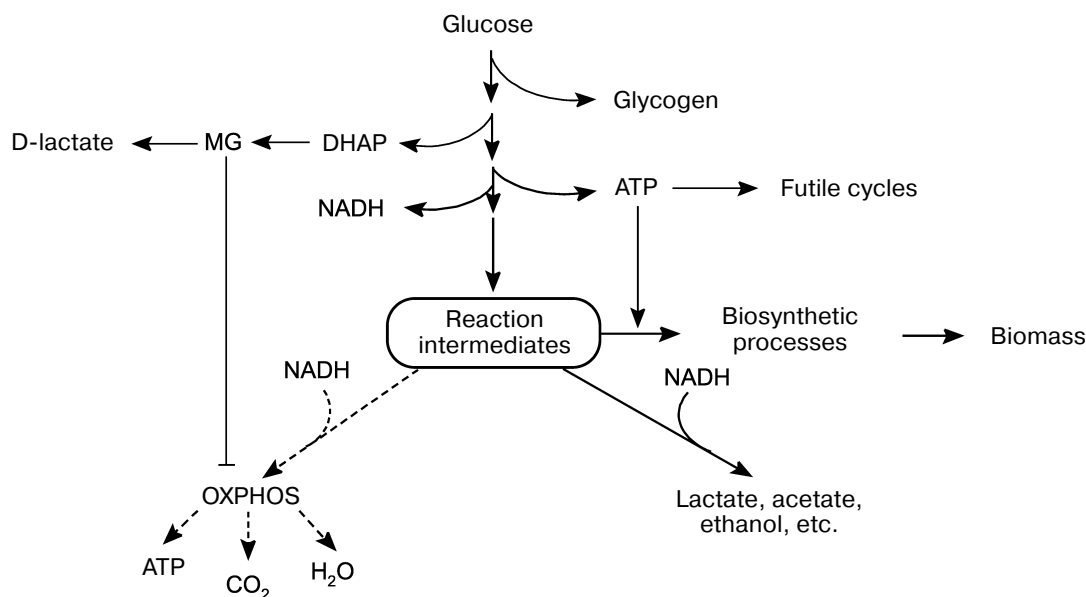 Glucose
Glycogen
D-lactate
MG
DHAP
ATP
Futile cycles
NADH
Reaction
intermediates
Biosynthetic
processes
Biomass
NADH
NADH
OXPHOS
Lactate, acetate,
ethanol, etc.
ATP
CO₂
H₂O